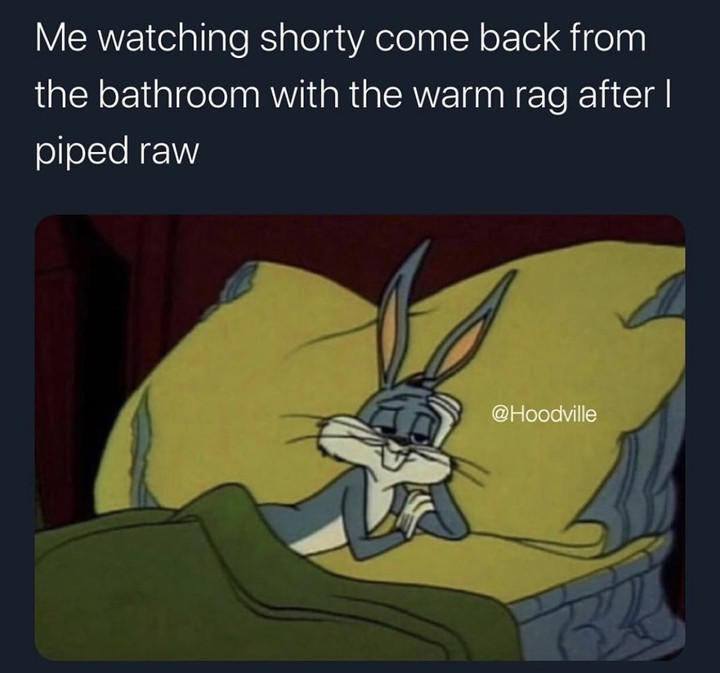 Me watching shorty come back from
the bathroom with the warm rag after I
piped raw
@Hoodville